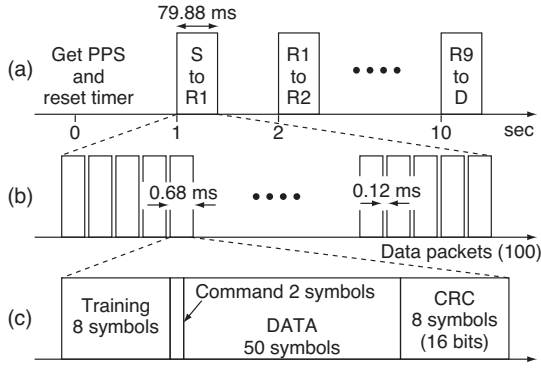 79.88 ms
(a)
Get PPS
and
reset timer
S
to
R1
R1
to
R2
R9
to
D
0
1
2
10
sec
(b)
0.68 ms
0.12 ms
Data packets (100)
(c)
Training
8 symbols
Command 2 symbols
DATA
50 symbols
CRC
8 symbols
(16 bits)